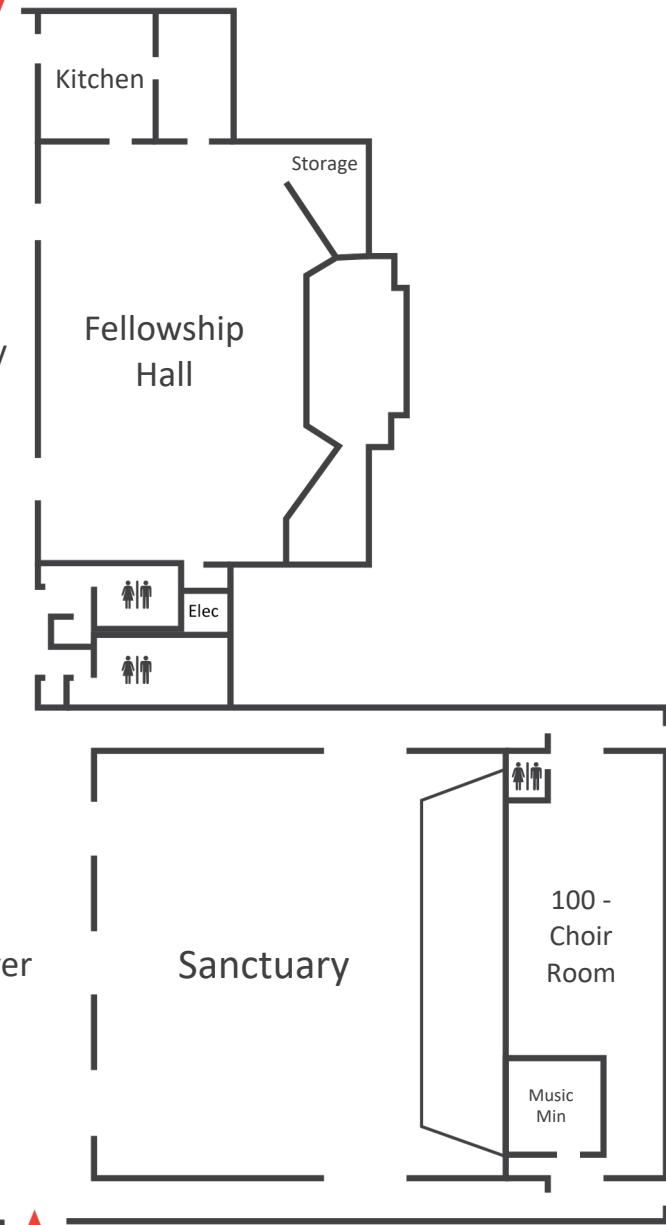 Kitchen
Storage
Fellowship
Hall
Elec
Sanctuary
100 -
Choir
Room
Music
Min